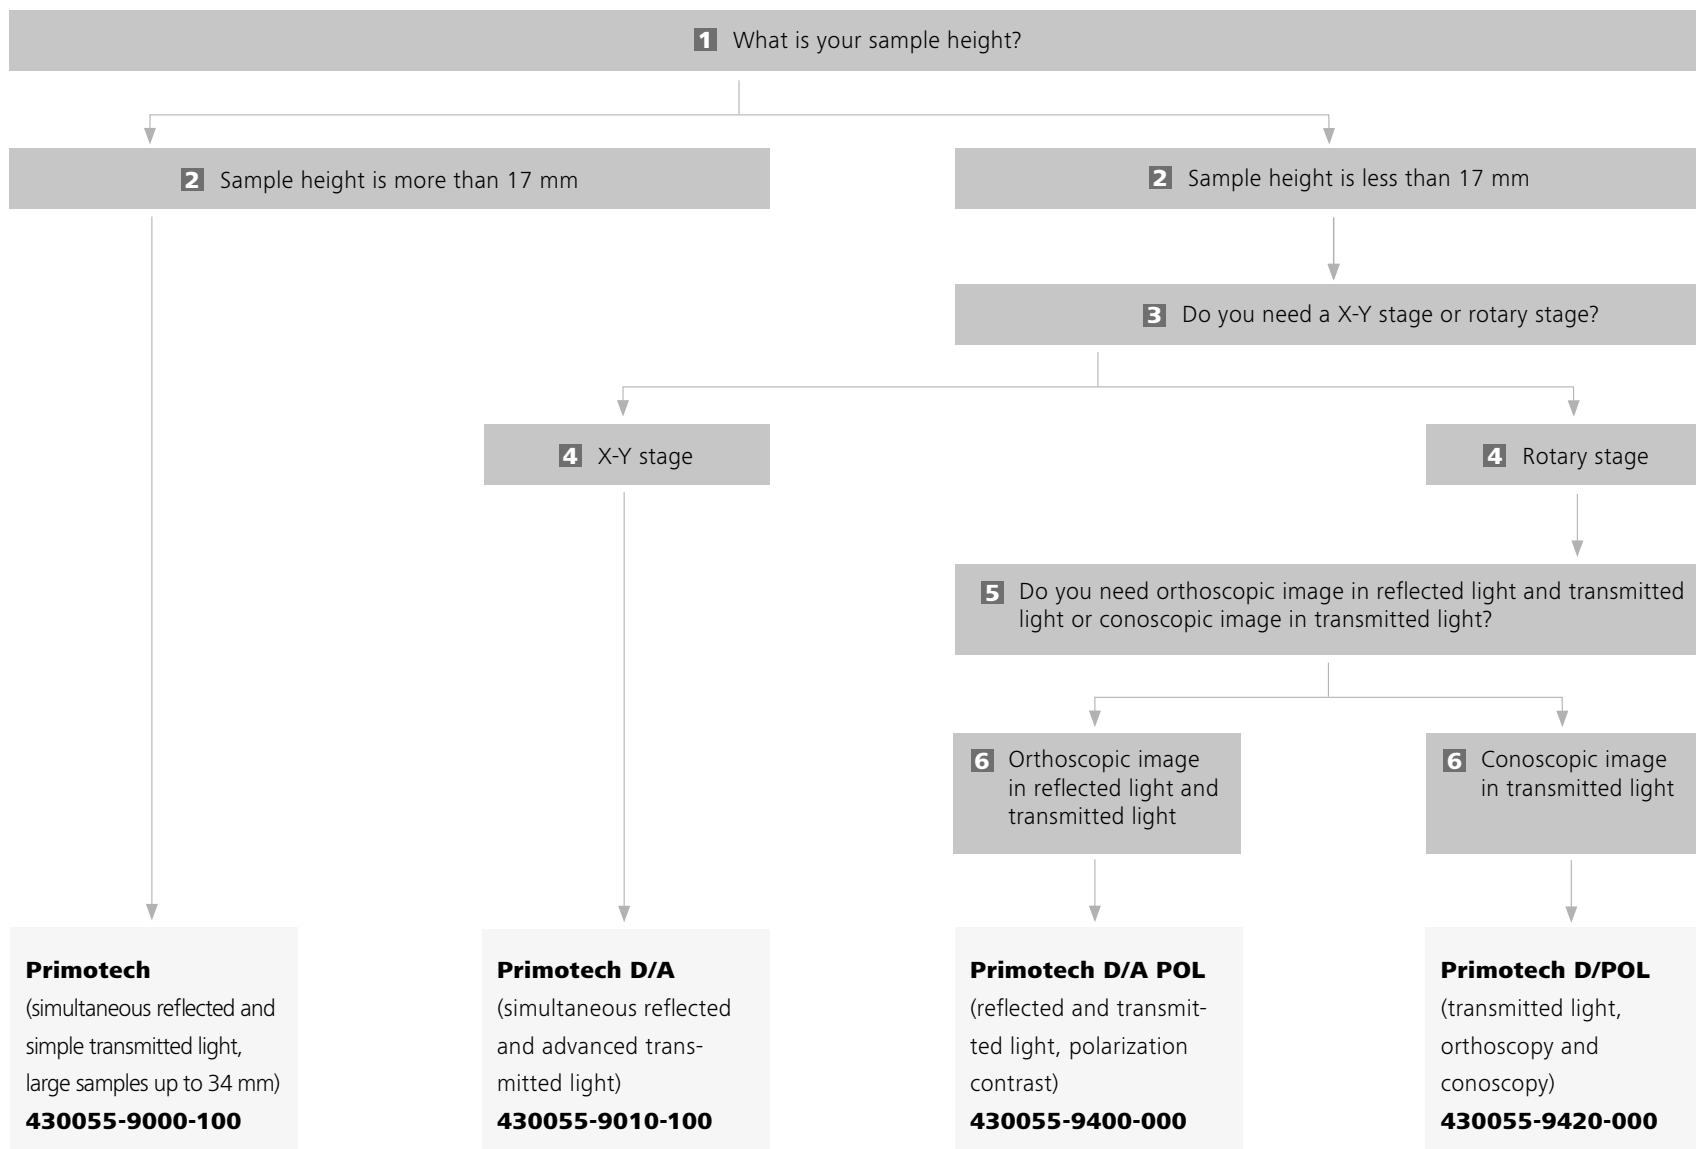 1 What is your sample height?
2 Sample height is more than 17 mm
2 Sample height is less than 17 mm
3 Do you need a X-Y stage or rotary stage?
4 X-Y stage
4 Rotary stage
5 Do you need orthoscopic image in reflected light and transmitted
light or conoscopic image in transmitted light?
6 Orthoscopic image
in reflected light and
transmitted light
6 Conoscopic image
in transmitted light
Primotech
(simultaneous reflected and
simple transmitted light,
large samples up to 34 mm)
430055-9000-100
Primotech D/A
(simultaneous reflected
and advanced trans-
mitted light)
430055-9010-100
Primotech D/A POL
(reflected and transmit-
ted light, polarization
contrast)
430055-9400-000
Primotech D/POL
(transmitted light,
orthoscopy and
conoscopy)
430055-9420-000